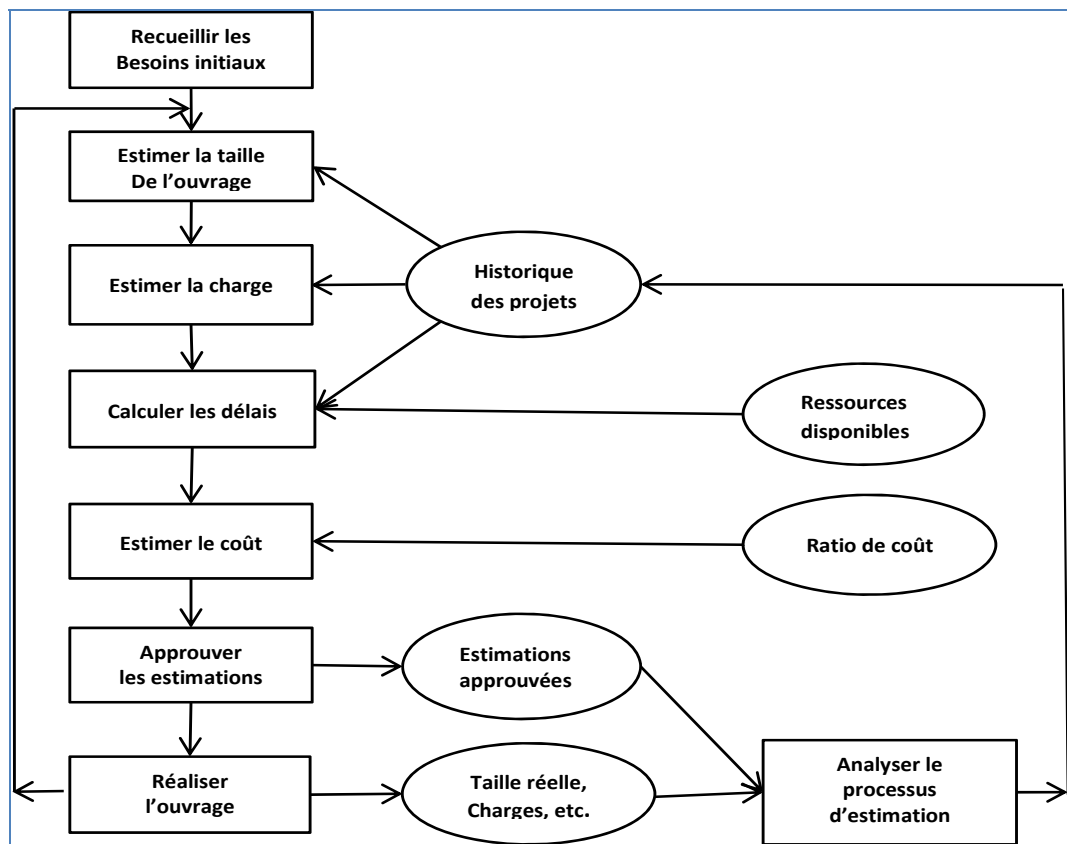 Recueillir les
Besoins initiaux
Estimer la taille
De l'ouvrage
Estimer la charge
Historique
des projets
Calculer les délais
Ressources
disponibles
Estimer le coût
Ratio de coût
Approuver
les estimations
Estimations
approuvées
Réaliser
l'ouvrage
Taille réelle,
Charges, etc.
Analyser le
processus
d'estimation